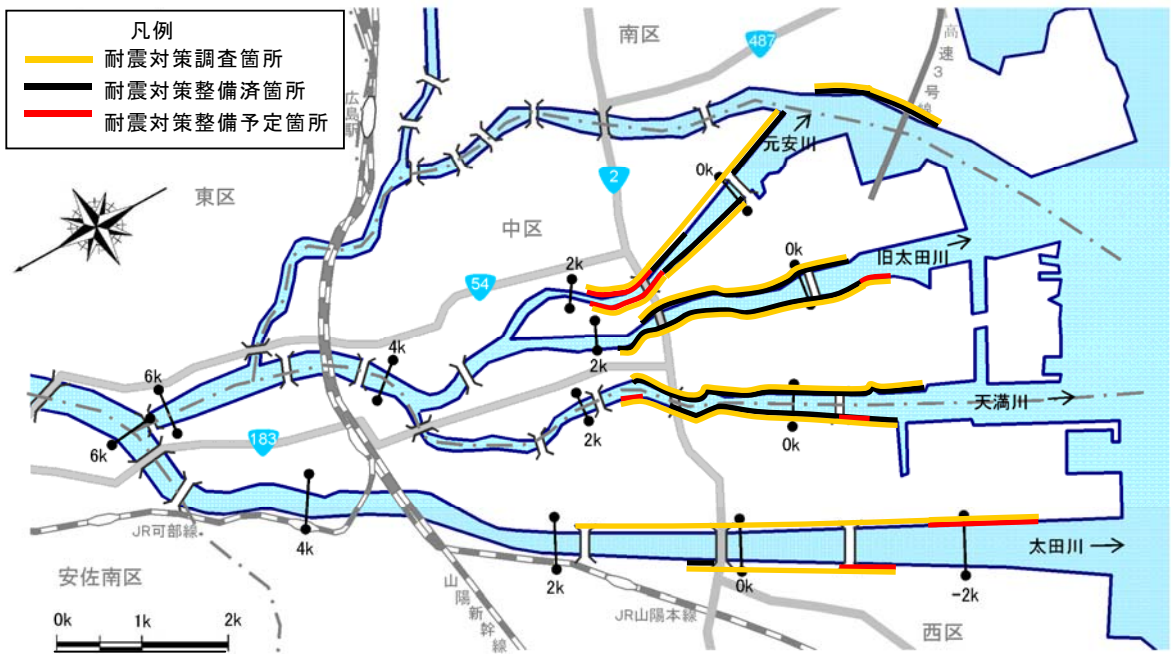 凡例
耐震対策調査箇所
耐震対策整備済箇所
耐震対策整備予定箇所
南区
487
高速3号線
広島駅
元安川
0k
2
東区
中区
旧太田川
0k
2k
54
2k
4k
6k
6k
183
2k
天満川
0k
JR可部線
4k
太田川
2k
0k
-2k
安佐南区
山陽新幹線
JR山陽本線
西区
0k
1k
2k